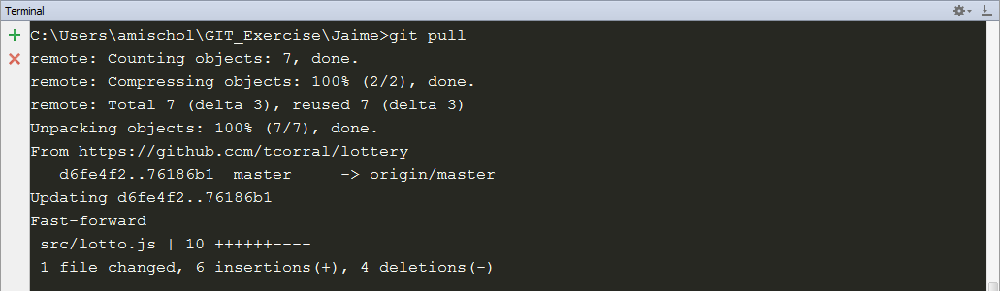 Terminal
C:\Users\amischol\GIT_Exercise\Jaime>git pull
remote: Counting objects: 7, done.
remote: Compressing objects: 100% (2/2), done.
remote: Total 7 (delta 3), reused 7 (delta 3)
Unpacking objects: 100% (7/7), done.
From https://github.com/tcorral/lottery
   d6fe4f2..76186b1  master     -> origin/master
Updating d6fe4f2..76186b1
Fast-forward
 src/lotto.js | 10 ++++++----
 1 file changed, 6 insertions(+), 4 deletions(-)